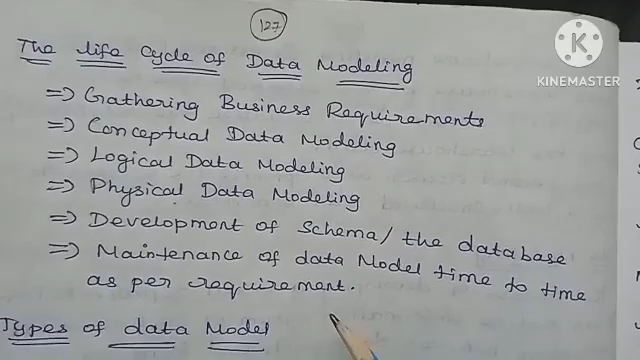 127
The life cycle of Data Modeling
KINEMASTER
=> Gathering Business Requirements
=> Conceptual Data Modeling
=> Logical Data Modeling
=> Physical Data Modeling
=> Development of Schema/ the database
=> Maintenance of data Model time to time
as per requirement.
Types of data Model